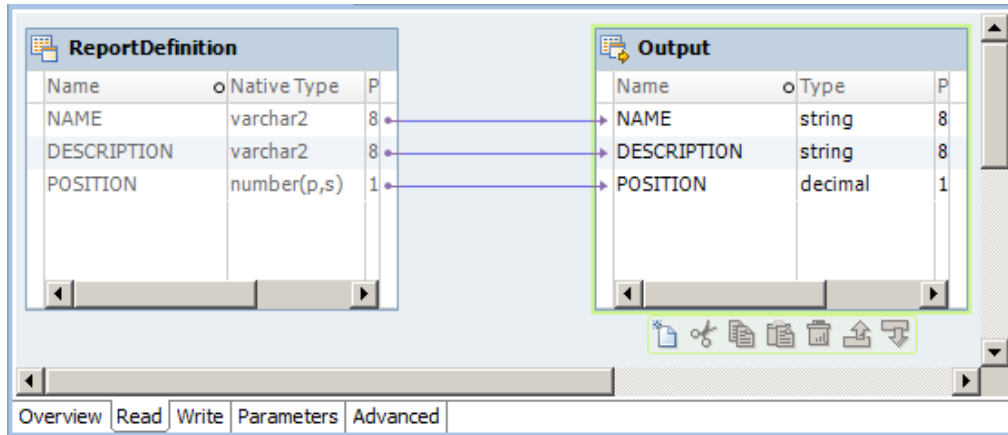 ReportDefinition
Name Native Type P
NAME varchar2 8
DESCRIPTION varchar2 8
POSITION number(p,s) 1
Output
Name Type P
NAME string 8
DESCRIPTION string 8
POSITION decimal 1
Overview Read Write Parameters Advanced